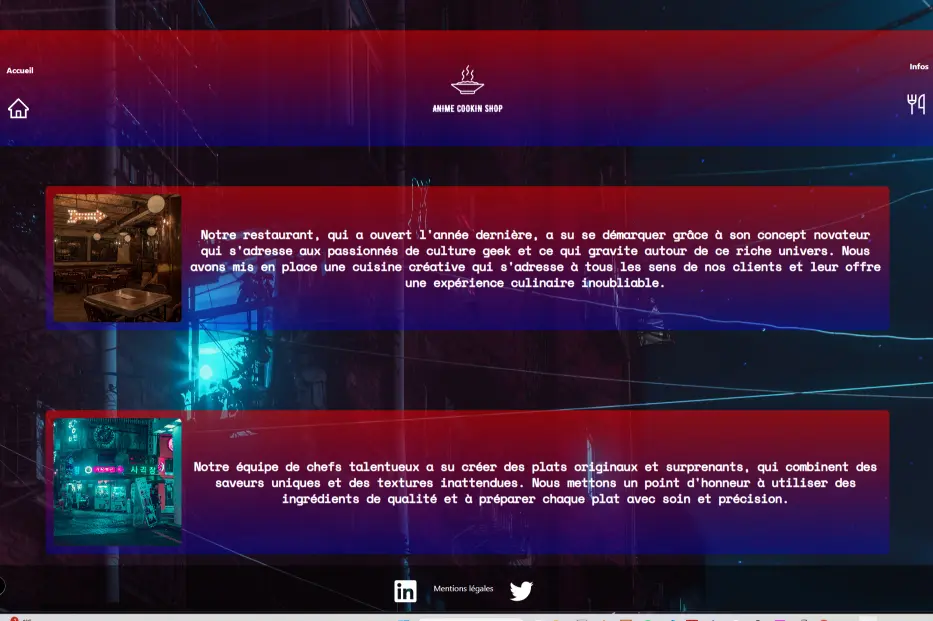 Accueil
Infos
ANIME COOKIN SHOP
Notre restaurant, qui a ouvert l'année dernière, a su se démarquer grâce à son concept novateur
qui s'adresse aux passionnés de culture geek et ce qui gravite autour de ce riche univers. Nous
avons mis en place une cuisine créative qui s'adresse à tous les sens de nos clients et leur offre
une expérience culinaire inoubliable.
Notre équipe de chefs talentueux a su créer des plats originaux et surprenants, qui combinent des
saveurs uniques et des textures inattendues. Nous mettons un point d'honneur à utiliser des
ingrédients de qualité et à préparer chaque plat avec soin et précision.
in
Mentions légales